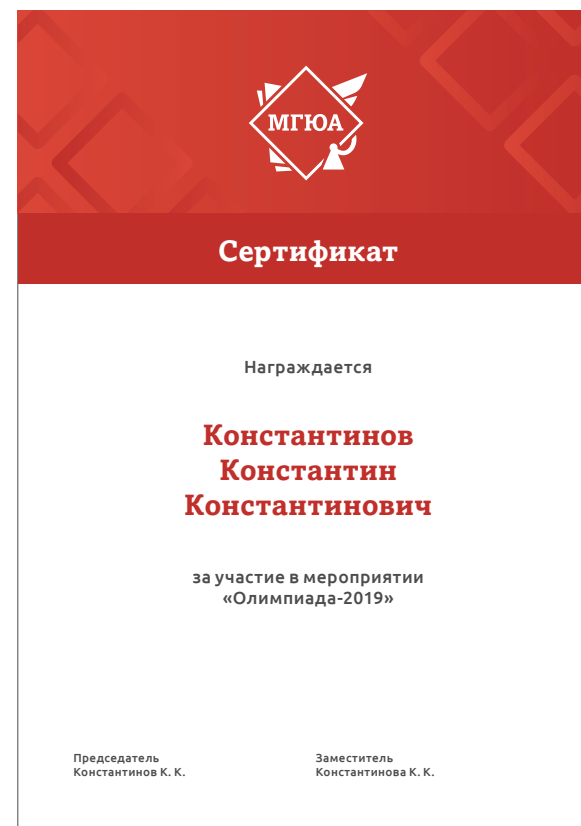 МГЮА
Сертификат
Награждается
Константинов
Константин
Константинович
за участие в мероприятии
«Олимпиада-2019»
Председатель
Константинов К. К.
Заместитель
Константинова К. К.